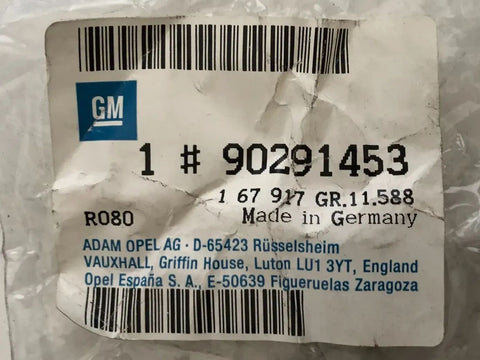 GM
1 # 90291453
1 67 917 GR.11.588
R080 Made in Germany
ADAM OPEL AG · D-65423 Rüsselsheim
VAUXHALL, Griffin House, Luton LU1 3YT, England
Opel España S. A., E-50639 Figueruelas Zaragoza